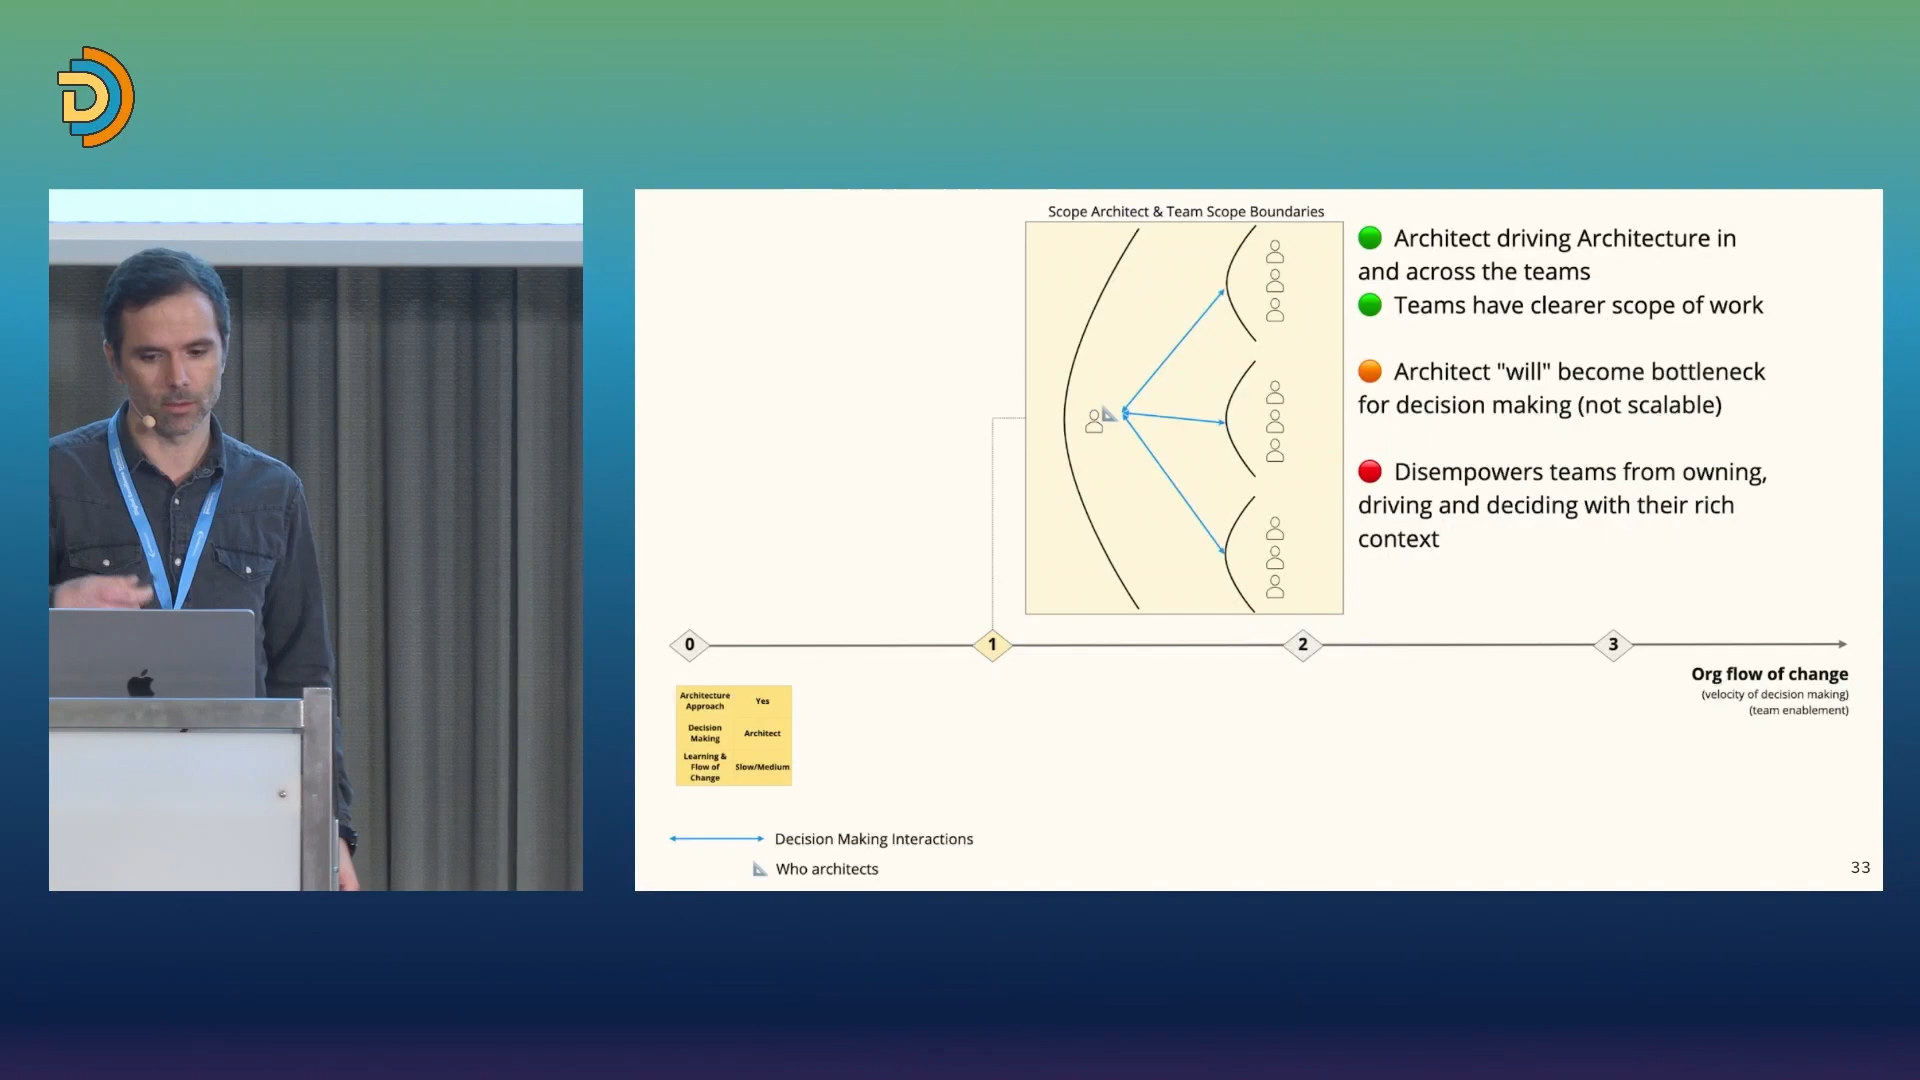 Scope Architect & Team Scope Boundaries
Architect driving Architecture in
and across the teams
Teams have clearer scope of work
Architect "will" become bottleneck
for decision making (not scalable)
Disempowers teams from owning,
driving and deciding with their rich
context
0
1
2
3
Org flow of change
(velocity of decision making)
(team enablement)
Architecture
Approach
Yes
Decision
Making
Architect
Learning &
Flow of
Change
Slow/Medium
Decision Making Interactions
Who architects
33